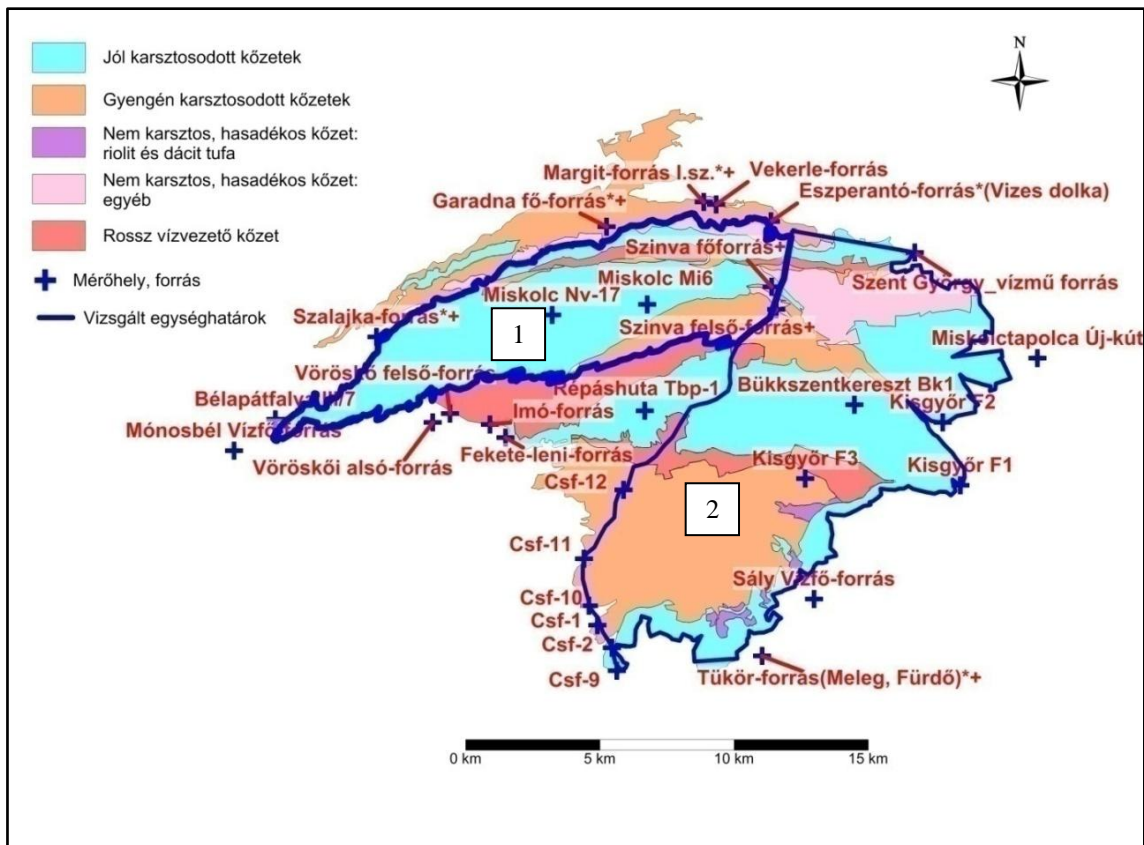 Jól karsztosodott kőzetek
Gyengén karsztosodott kőzetek
Nem karsztos, hasadékos kőzet:
riolit és dácit tufa
Nem karsztos, hasadékos kőzet:
egyéb
Rossz vízvezető kőzet
Mérőhely, forrás
Vizsgált egységhatárok
N
Margit-forrás I.sz.*+
Vekerle-forrás
Eszperantó-forrás*(Vizes dolka)
Garadna fő-forrás*+
Szinva főforrás+
Szent György_vízmű forrás
Miskolc Mi6
Miskolc Nv-17
Szalajka-forrás*+
1
Szinva felső-forrás+
Miskolctapolca Új-kút
Vöröskő felső-forrás
Répáshuta Tbp-1
Bükkszentkereszt Bk1
Bélapátfalva
Kisgyőr F2
Imó-forrás
Mónosbél Vízfő-forrás
Fekete-leni-forrás
Vöröskői alsó-forrás
Kisgyőr F3
Kisgyőr F1
Csf-12
2
Csf-11
Sály Vízfő-forrás
Csf-10
Csf-1
Csf-2
Csf-9
Tükör-forrás(Meleg, Fürdő)*+
0 km
5 km
10 km
15 km